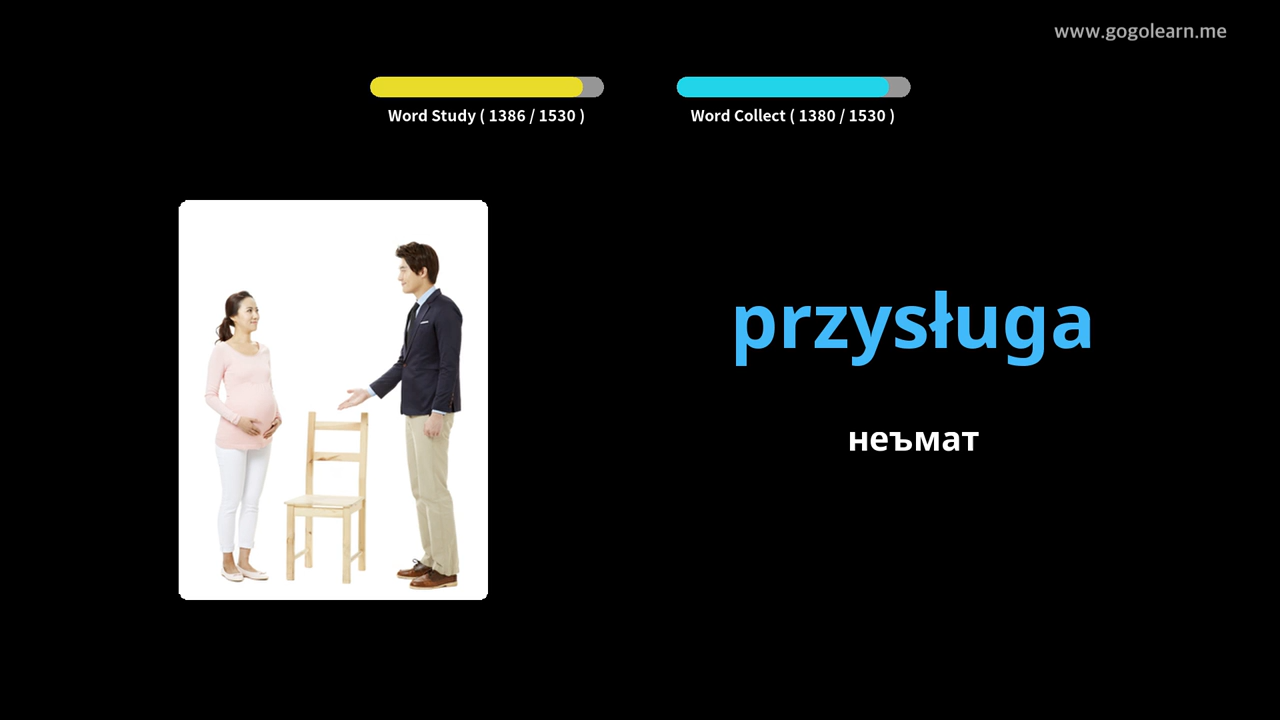 www.gogolearn.me
Word Study ( 1386 / 1530 )
Word Collect ( 1380 / 1530 )
przysługa
неъмат